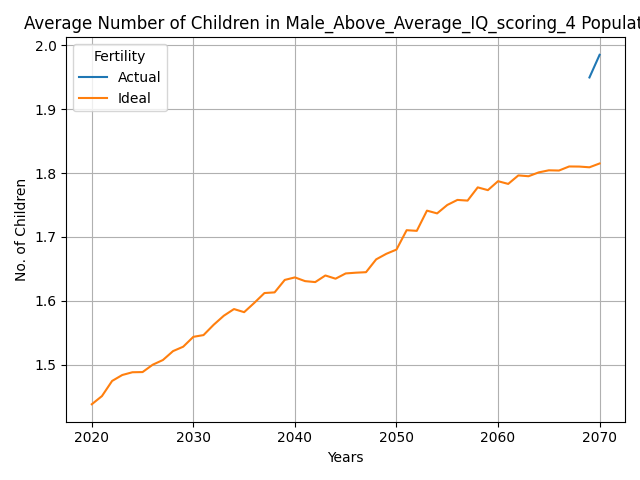 Average Number of Children in Male_Above_Average_IQ_scoring_4 Populat
Fertility
Actual
Ideal
2.0
1.9
1.8
1.7
1.6
1.5
No. of Children
2020 2030 2040 2050 2060 2070
Years